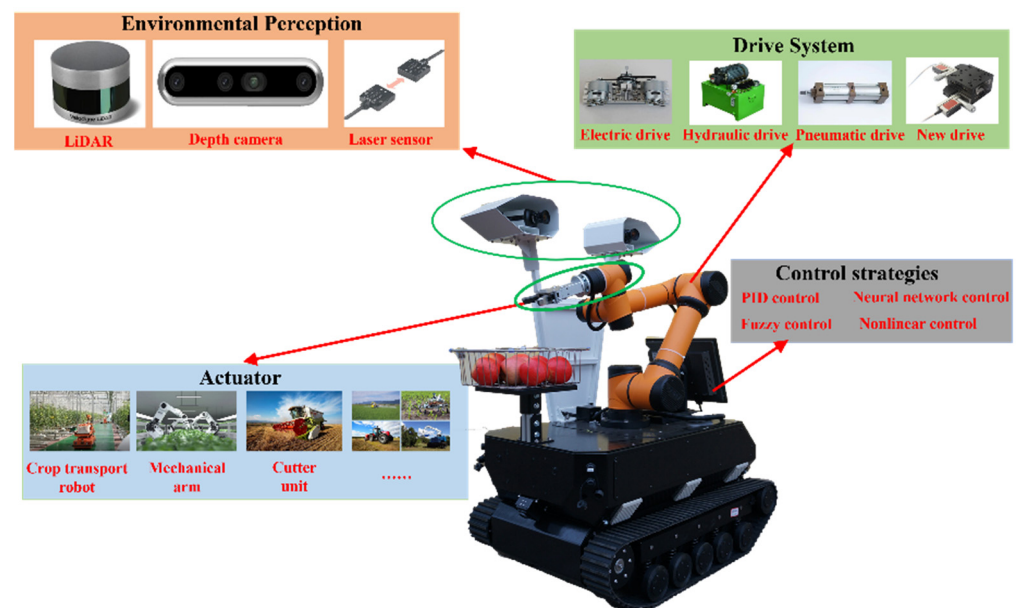 Environmental Perception
LiDAR
Depth camera
Laser sensor
Drive System
Electric drive
Hydraulic drive
Pneumatic drive
New drive
Control strategies
PID control
Neural network control
Fuzzy control
Nonlinear control
Actuator
Crop transport
robot
Mechanical
arm
Cutter
unit
......